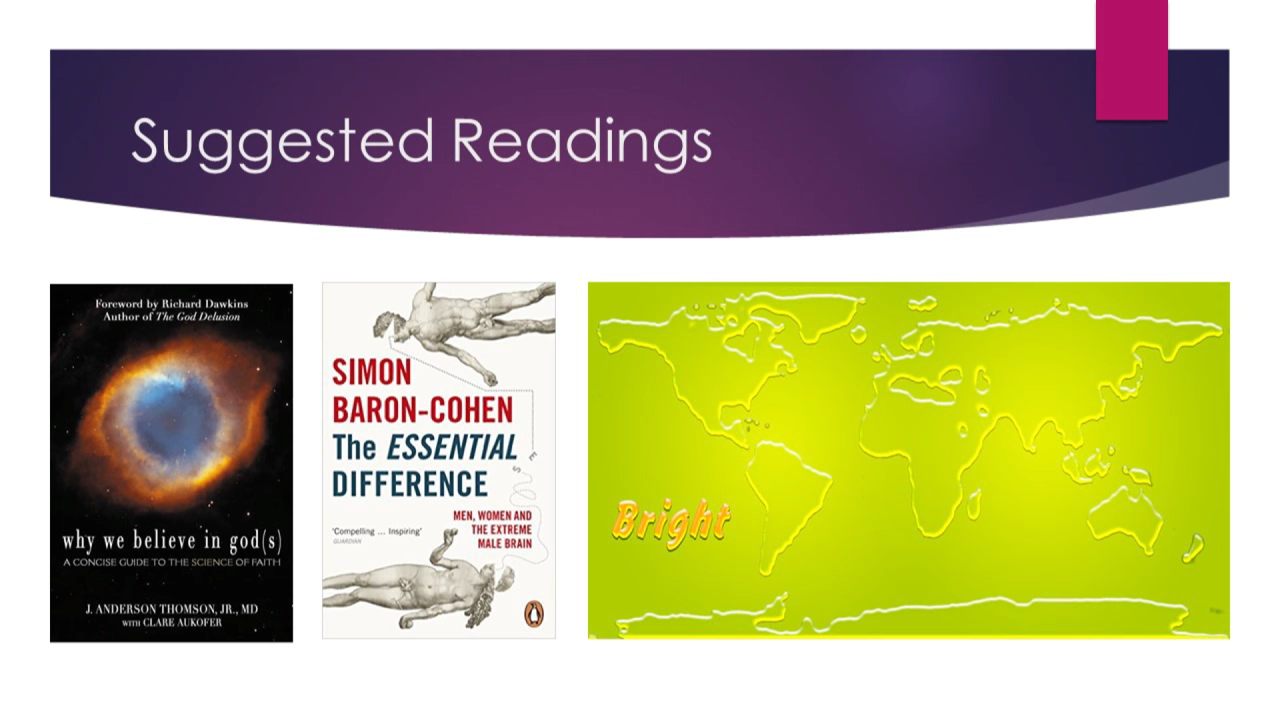 Suggested Readings
Foreword by Richard Dawkins
Author of The God Delusion
why we believe in god(s)
A CONCISE GUIDE TO THE SCIENCE OF FAITH
J. ANDERSON THOMSON, JR., MD
WITH CLARE AUKOFER
SIMON
BARON-COHEN
The ESSENTIAL
DIFFERENCE
MEN, WOMEN AND
THE EXTREME
MALE BRAIN
'Compelling ... Inspiring'
GUARDIAN
Bright